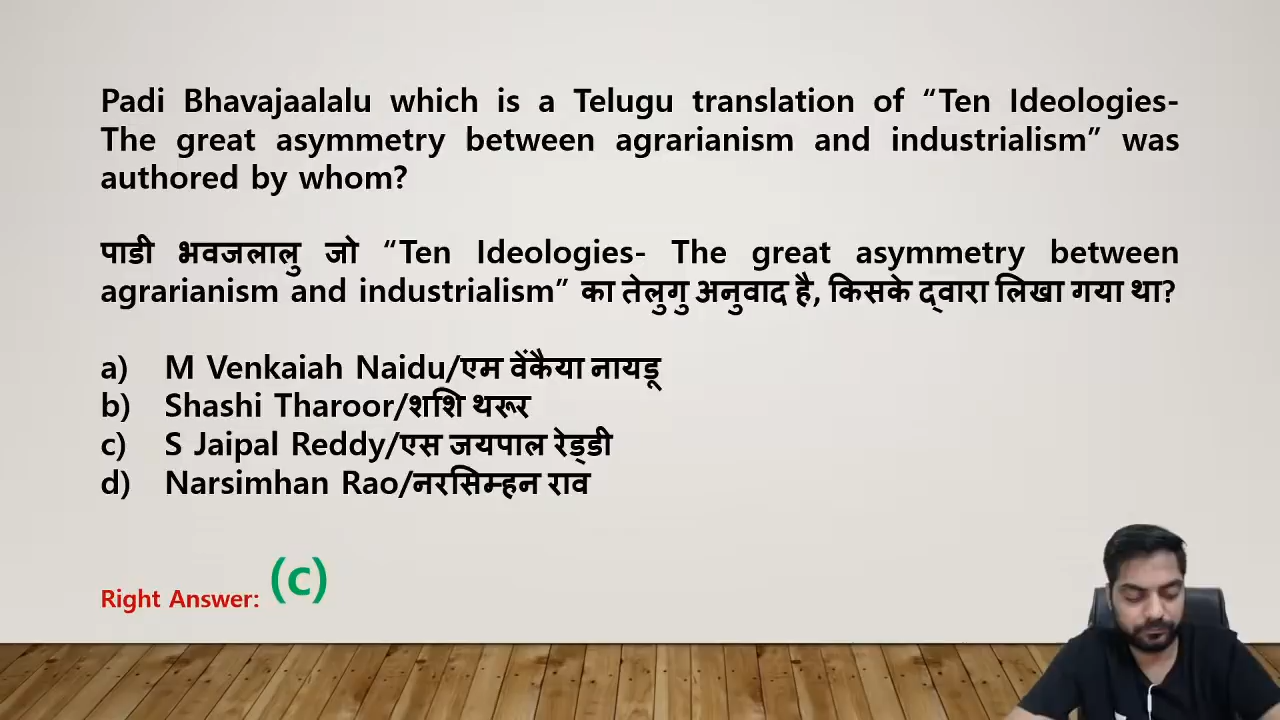 Padi Bhavajaalalu which is a Telugu translation of “Ten Ideologies-
The great asymmetry between agrarianism and industrialism” was
authored by whom?
पाडी भवजलालु जो “Ten Ideologies- The great asymmetry between
agrarianism and industrialism” का तेलुगु अनुवाद है, किसके द्वारा लिखा गया था?
a) M Venkaiah Naidu/एम वेंकैया नायडू
b) Shashi Tharoor/शशि थरूर
c) S Jaipal Reddy/एस जयपाल रेड्डी
d) Narsimhan Rao/नरसिम्हन राव
Right Answer: (c)